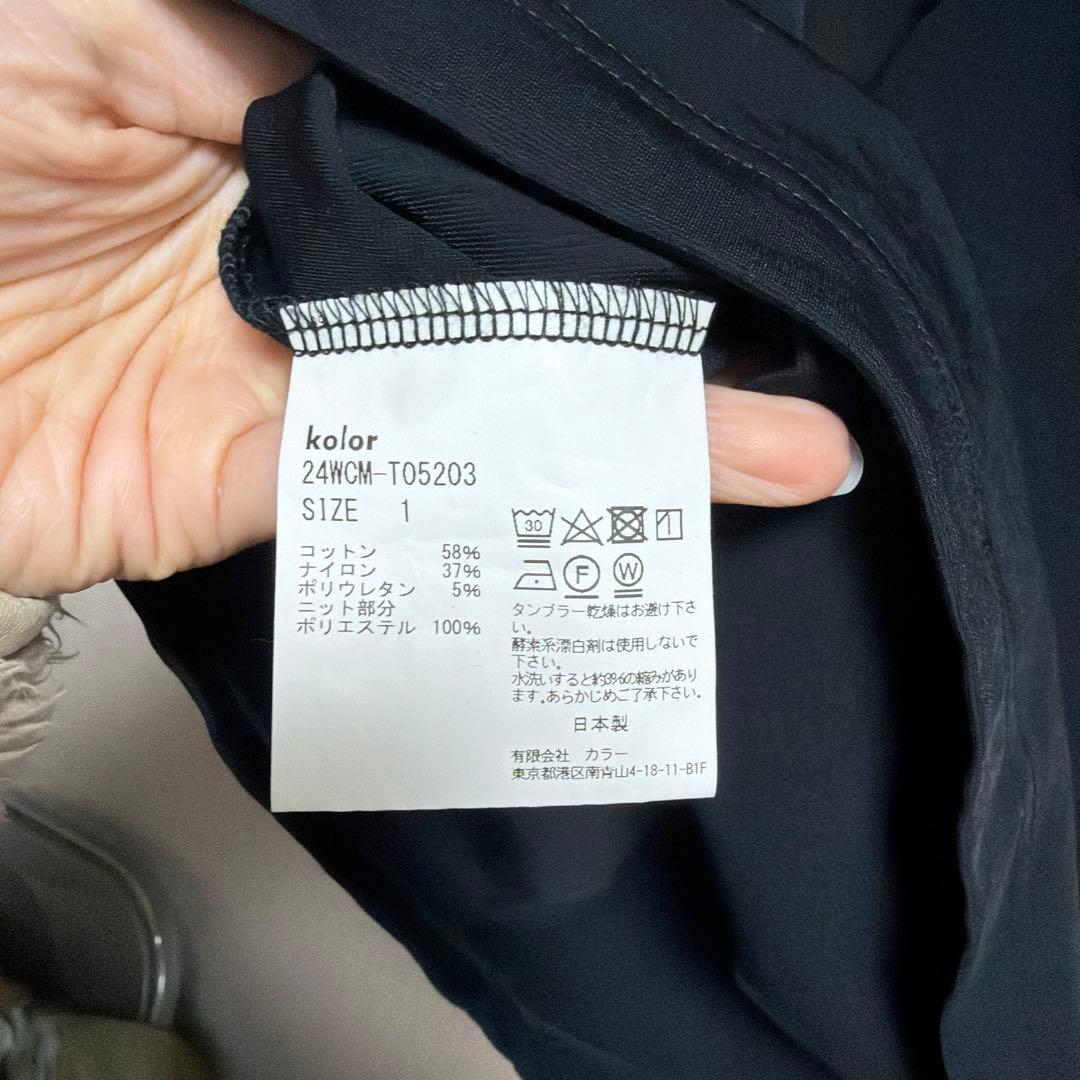 kolor
24WCM-T05203
SIZE 1
コットン 58%
ナイロン 37%
ポリウレタン 5%
ニット部分
ポリエステル 100%
30
1
F
W
タンブラー乾燥はお避け下さ
い。
酵素系漂白剤は使用しないで
下さい。
水洗いすると約3%の縮みがあり
ます。あらかじめご了承下さい。
日本製
有限会社 カラー
東京都港区南青山4-18-11-B1F